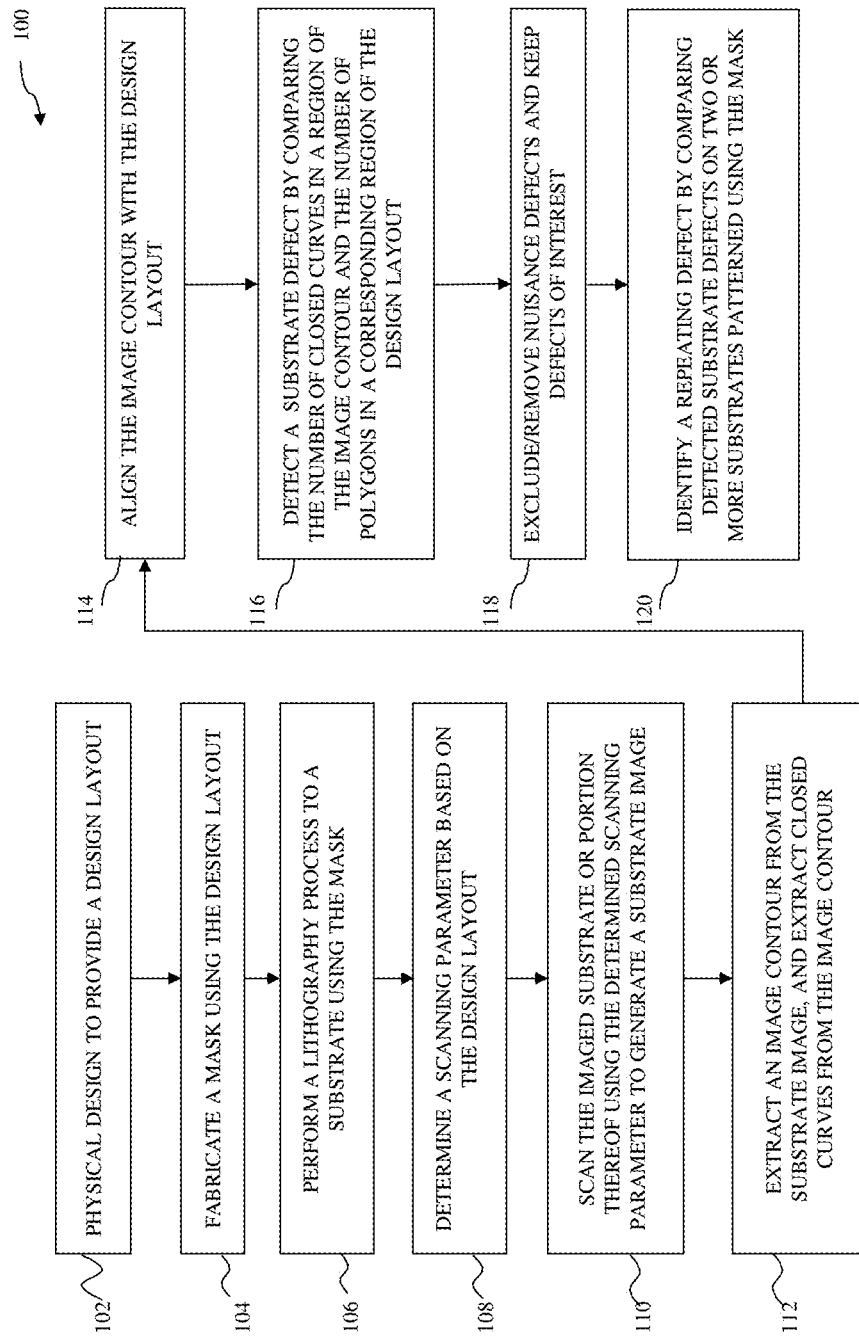 100
102
PHYSICAL DESIGN TO PROVIDE A DESIGN LAYOUT
104
FABRICATE A MASK USING THE DESIGN LAYOUT
106
PERFORM A LITHOGRAPHY PROCESS TO A
SUBSTRATE USING THE MASK
108
DETERMINE A SCANNING PARAMETER BASED ON
THE DESIGN LAYOUT
110
SCAN THE IMAGED SUBSTRATE OR PORTION
THEREOF USING THE DETERMINED SCANNING
PARAMETER TO GENERATE A SUBSTRATE IMAGE
112
EXTRACT AN IMAGE CONTOUR FROM THE
SUBSTRATE IMAGE, AND EXTRACT CLOSED
CURVES FROM THE IMAGE CONTOUR
114
ALIGN THE IMAGE CONTOUR WITH THE DESIGN
LAYOUT
116
DETECT A SUBSTRATE DEFECT BY COMPARING
THE NUMBER OF CLOSED CURVES IN A REGION OF
THE IMAGE CONTOUR AND THE NUMBER OF
POLYGONS IN A CORRESPONDING REGION OF THE
DESIGN LAYOUT
118
EXCLUDE/REMOVE NUISANCE DEFECTS AND KEEP
DEFECTS OF INTEREST
120
IDENTIFY A REPEATING DEFECT BY COMPARING
DETECTED SUBSTRATE DEFECTS ON TWO OR
MORE SUBSTRATES PATTERNED USING THE MASK